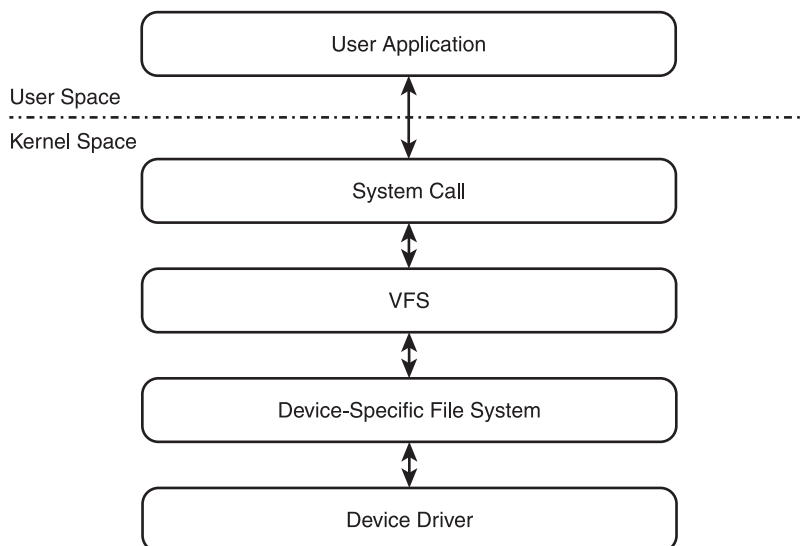 User Application
User Space
Kernel Space
System Call
VFS
Device-Specific File System
Device Driver